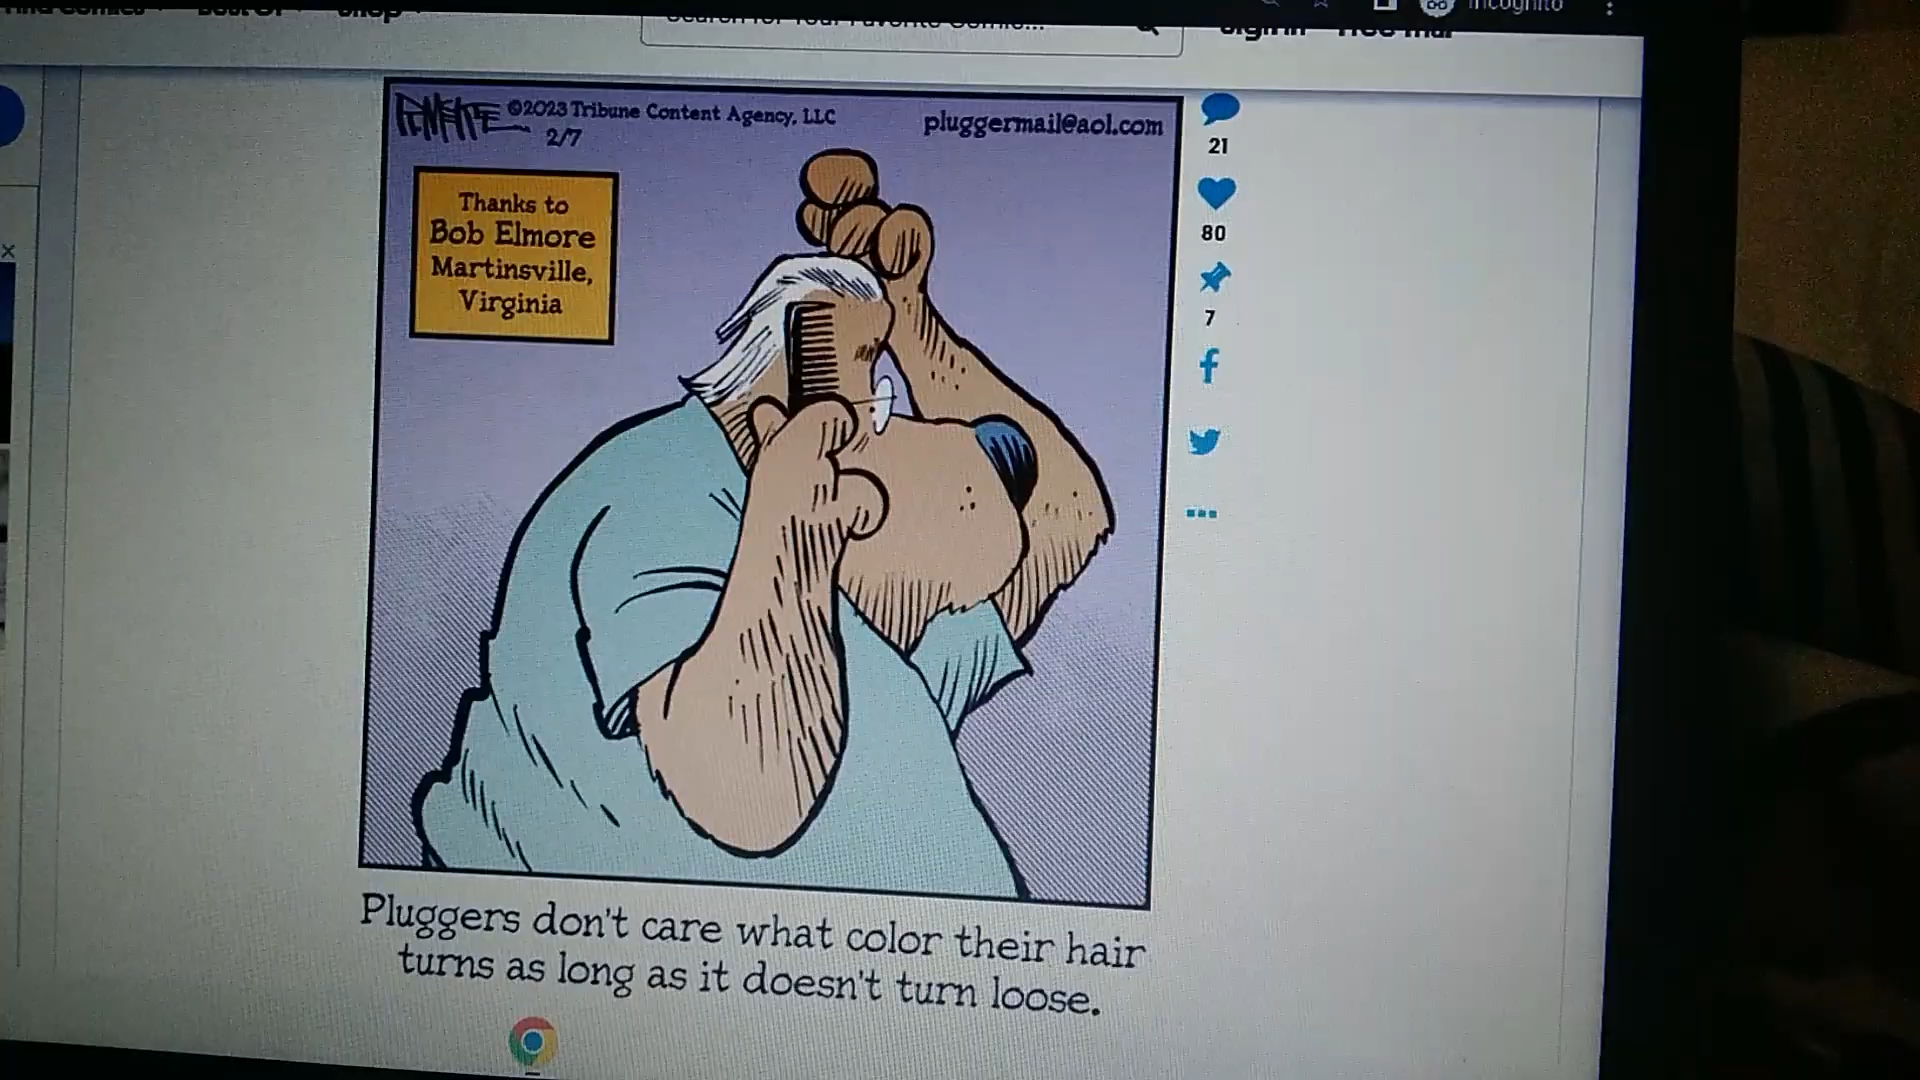 Incognito
©2023 Tribune Content Agency, LLC
2/7
pluggermail@aol.com
Thanks to
Bob Elmore
Martinsville,
Virginia
21
80
7
Pluggers don't care what color their hair
turns as long as it doesn't turn loose.